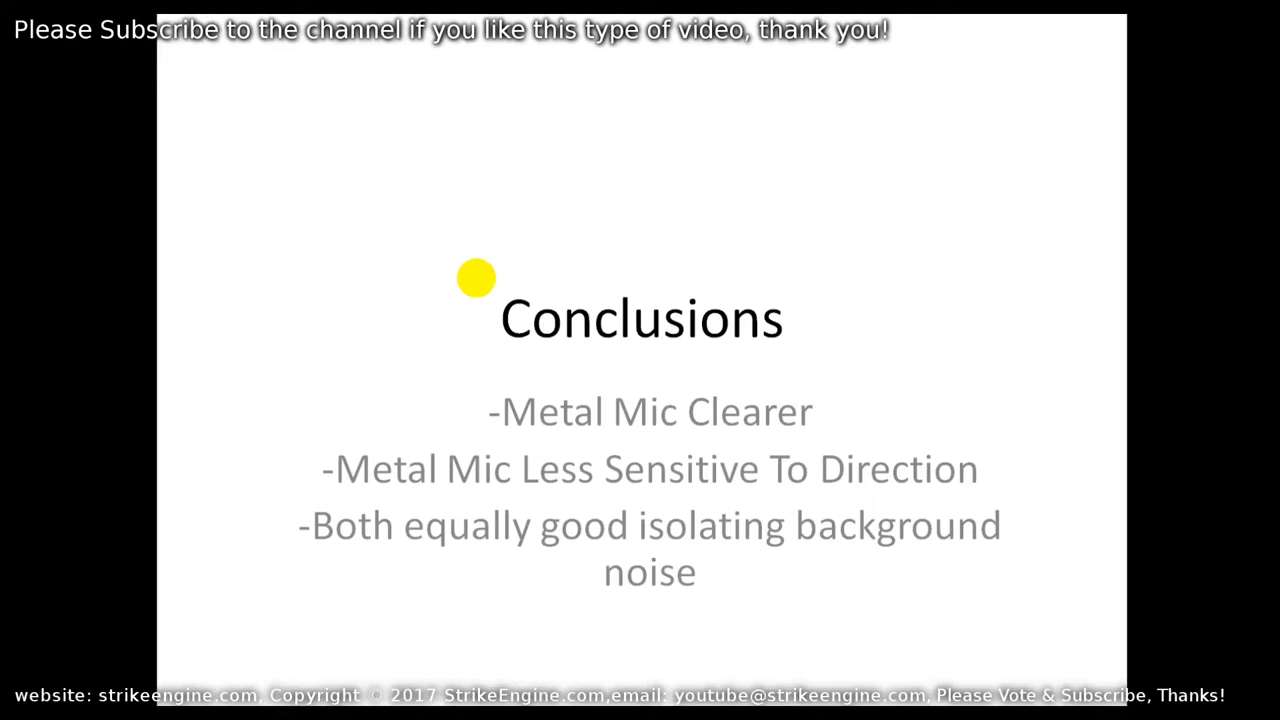 Please Subscribe to the channel if you like this type of video, thank you!
Conclusions
-Metal Mic Clearer
-Metal Mic Less Sensitive To Direction
-Both equally good isolating background
noise
website: strikeengine.com, Copyright © 2017 StrikeEngine.com,email: youtube@strikeengine.com, Please Vote & Subscribe, Thanks!